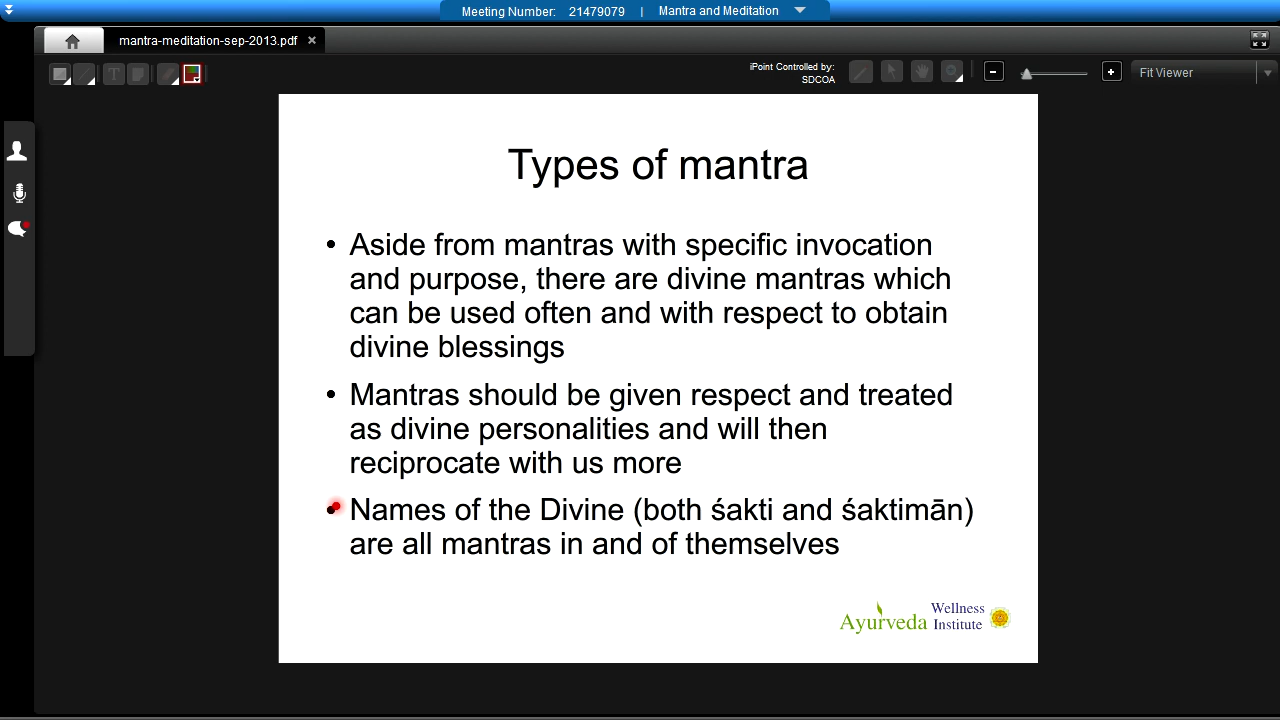 Meeting Number: 21479079 | Mantra and Meditation
mantra-meditation-sep-2013.pdf
iPoint Controlled by:
SDCOA
Fit Viewer
Types of mantra
• Aside from mantras with specific invocation
and purpose, there are divine mantras which
can be used often and with respect to obtain
divine blessings
• Mantras should be given respect and treated
as divine personalities and will then
reciprocate with us more
• Names of the Divine (both śakti and śaktimān)
are all mantras in and of themselves
Ayurveda Wellness
Institute